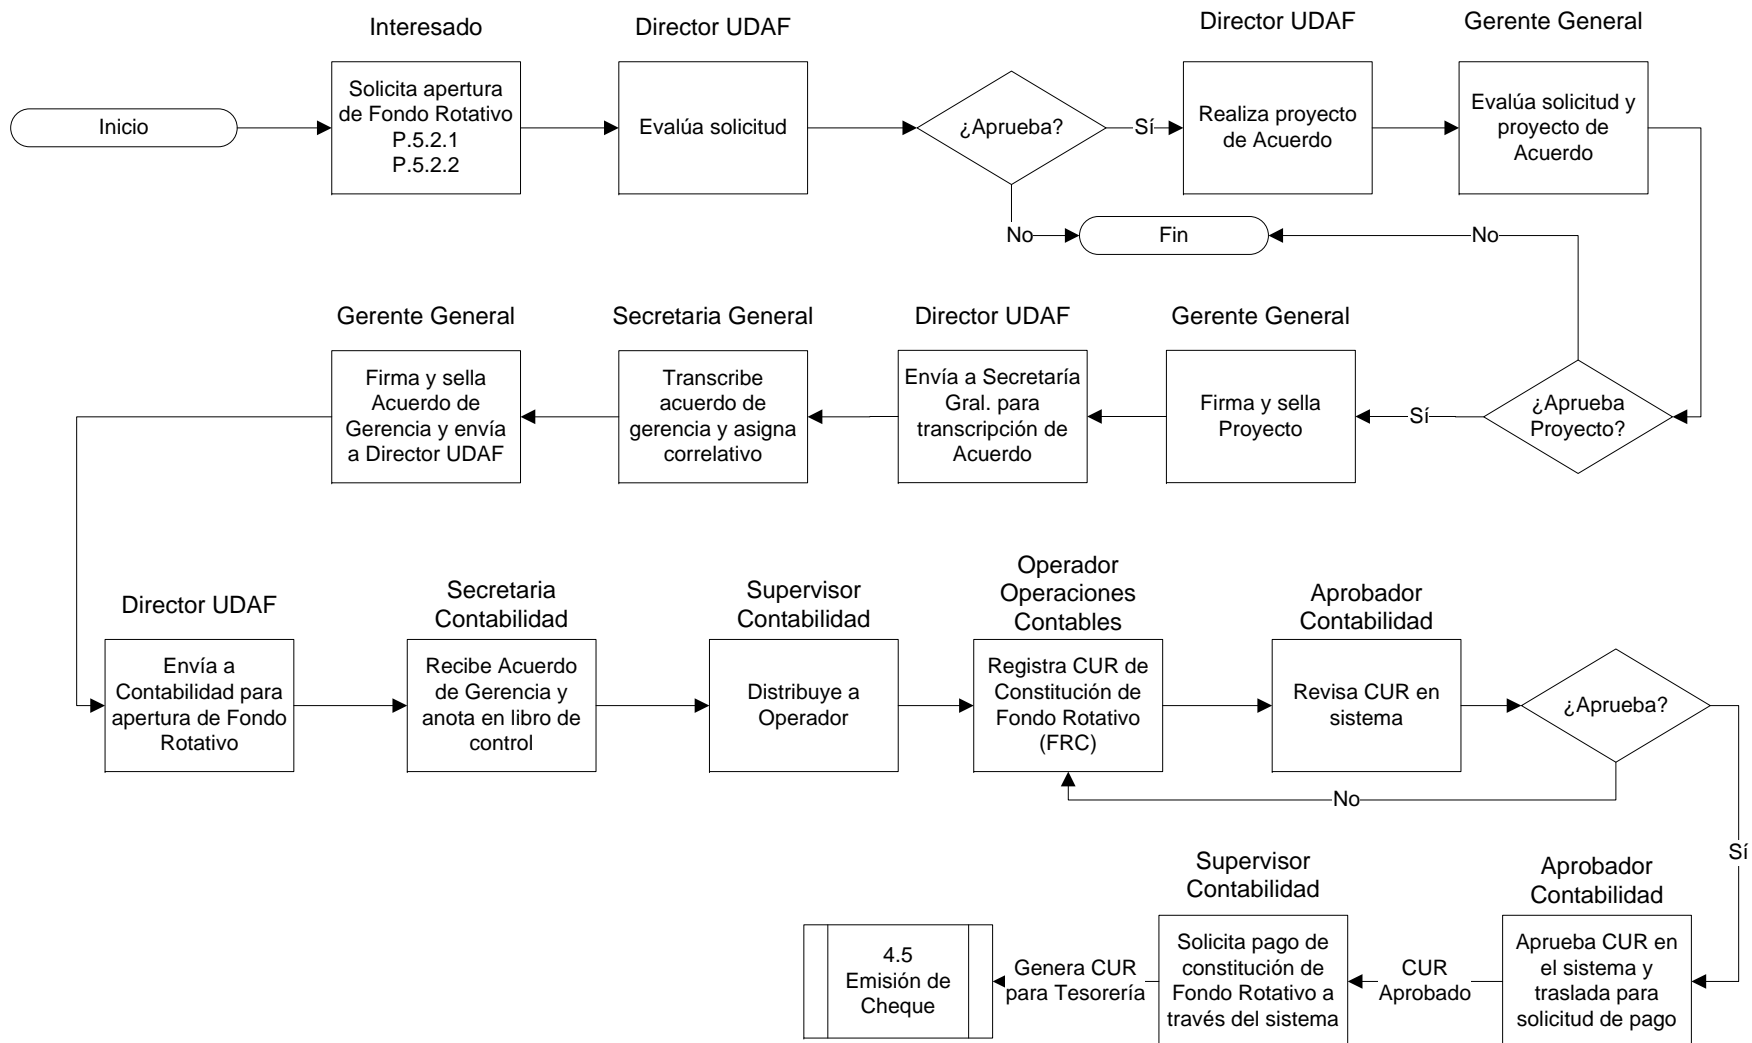 Interesado
Director UDAF
Director UDAF
Gerente General
Inicio
Solicita apertura
de Fondo Rotativo
P.5.2.1
P.5.2.2
Evalúa solicitud
¿Aprueba?
Sí
Realiza proyecto
de Acuerdo
Evalúa solicitud y
proyecto de
Acuerdo
No
Fin
No
Gerente General
Secretaria General
Director UDAF
Gerente General
Firma y sella
Acuerdo de
Gerencia y envía
a Director UDAF
Transcribe
acuerdo de
gerencia y asigna
correlativo
Envía a Secretaría
Gral. para
transcripción de
Acuerdo
Firma y sella
Proyecto
Sí
¿Aprueba
Proyecto?
Director UDAF
Secretaria
Contabilidad
Supervisor
Contabilidad
Operador
Operaciones
Contables
Aprobador
Contabilidad
Envía a
Contabilidad para
apertura de Fondo
Rotativo
Recibe Acuerdo
de Gerencia y
anota en libro de
control
Distribuye a
Operador
Registra CUR de
Constitución de
Fondo Rotativo
(FRC)
Revisa CUR en
sistema
¿Aprueba?
No
Sí
Supervisor
Contabilidad
Aprobador
Contabilidad
4.5
Emisión de
Cheque
Genera CUR
para Tesorería
Solicita pago de
constitución de
Fondo Rotativo a
través del sistema
CUR
Aprobado
Aprueba CUR en
el sistema y
traslada para
solicitud de pago